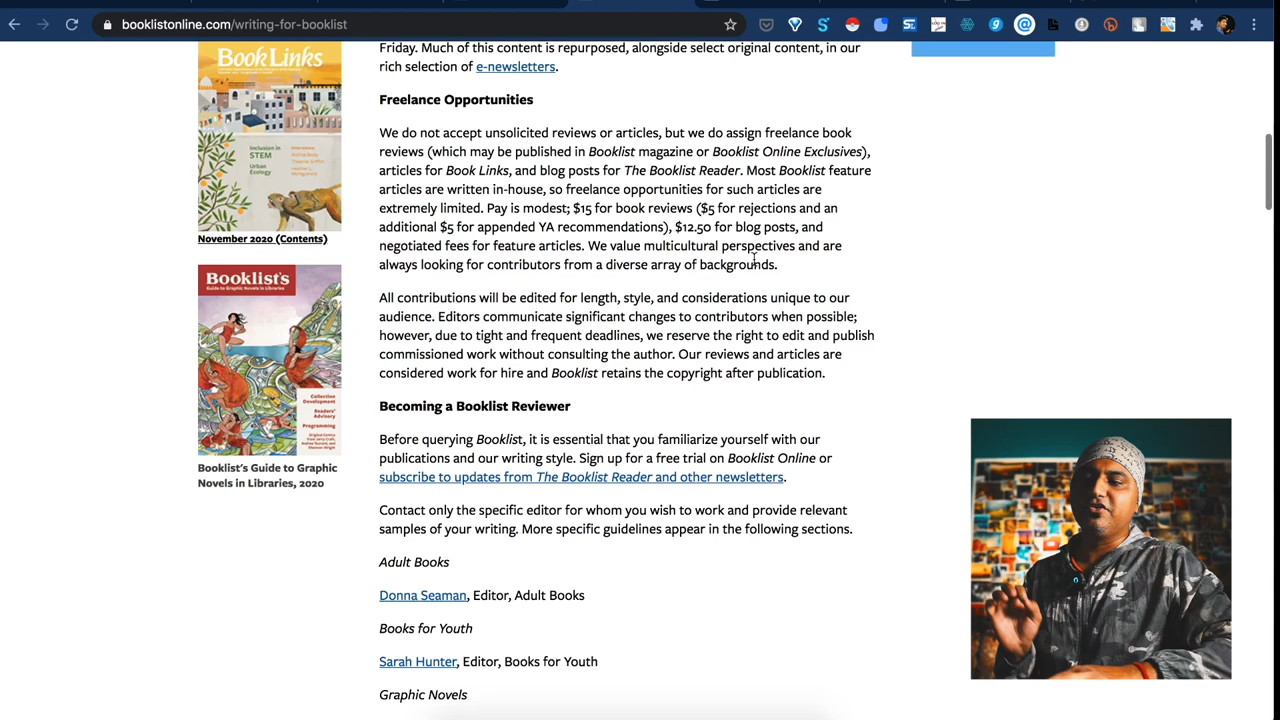 booklistonline.com/writing-for-booklist
Book Links
Inclusion in
STEM
Urban
Ecology
November 2020 (Contents)
Booklist's
Guide to Graphic Novels in Libraries, 2020
Collection
Development
Readers'
Advisory
Programming
Booklist's Guide to Graphic
Novels in Libraries, 2020
Friday. Much of this content is repurposed, alongside select original content, in our
rich selection of e-newsletters.
Freelance Opportunities
We do not accept unsolicited reviews or articles, but we do assign freelance book
reviews (which may be published in Booklist magazine or Booklist Online Exclusives),
articles for Book Links, and blog posts for The Booklist Reader. Most Booklist feature
articles are written in-house, so freelance opportunities for such articles are
extremely limited. Pay is modest; $15 for book reviews ($5 for rejections and an
additional $5 for appended YA recommendations), $12.50 for blog posts, and
negotiated fees for feature articles. We value multicultural perspectives and are
always looking for contributors from a diverse array of backgrounds.
All contributions will be edited for length, style, and considerations unique to our
audience. Editors communicate significant changes to contributors when possible;
however, due to tight and frequent deadlines, we reserve the right to edit and publish
commissioned work without consulting the author. Our reviews and articles are
considered work for hire and Booklist retains the copyright after publication.
Becoming a Booklist Reviewer
Before querying Booklist, it is essential that you familiarize yourself with our
publications and our writing style. Sign up for a free trial on Booklist Online or
subscribe to updates from The Booklist Reader and other newsletters.
Contact only the specific editor for whom you wish to work and provide relevant
samples of your writing. More specific guidelines appear in the following sections.
Adult Books
Donna Seaman, Editor, Adult Books
Books for Youth
Sarah Hunter, Editor, Books for Youth
Graphic Novels